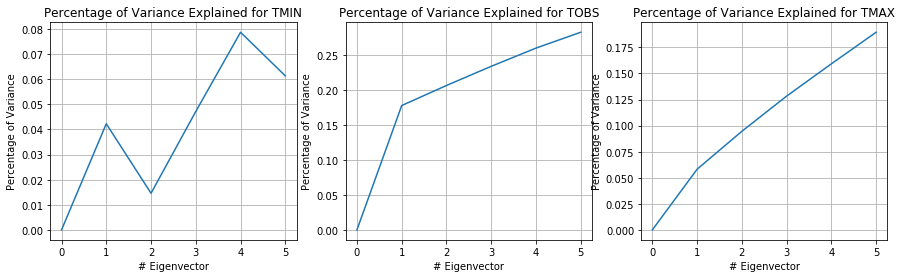 Percentage of Variance Explained for TMIN
Percentage of Variance
0.08
0.07
0.06
0.05
0.04
0.03
0.02
0.01
0.00
0 1 2 3 4 5
# Eigenvector
Percentage of Variance Explained for TOBS
Percentage of Variance
0.25
0.20
0.15
0.10
0.05
0.00
0 1 2 3 4 5
# Eigenvector
Percentage of Variance Explained for TMAX
Percentage of Variance
0.175
0.150
0.125
0.100
0.075
0.050
0.025
0.000
0 1 2 3 4 5
# Eigenvector